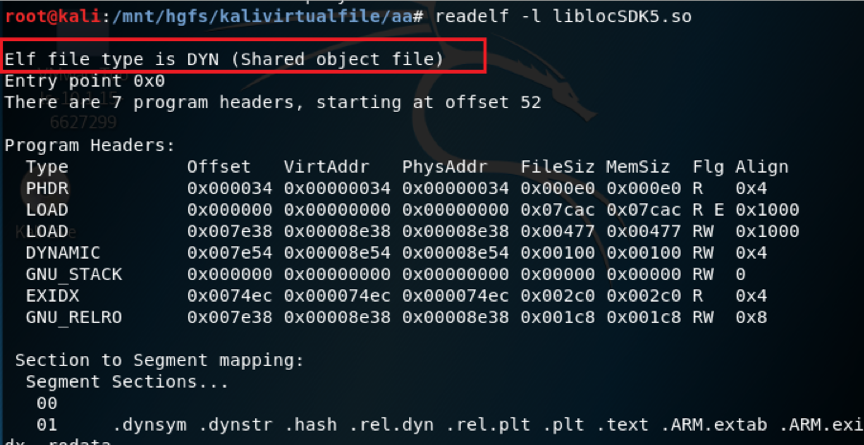 root@kali:/mnt/hgfs/kalivirtualfile/aa# readelf -l liblocSDK5.so
Elf file type is DYN (Shared object file)
Entry point 0x0
There are 7 program headers, starting at offset 52
6627299
Program Headers:
  Type           Offset   VirtAddr   PhysAddr   FileSiz MemSiz  Flg Align
  PHDR           0x000034 0x00000034 0x00000034 0x000e0 0x000e0 R   0x4
  LOAD           0x000000 0x00000000 0x00000000 0x07cac 0x07cac R E 0x1000
  LOAD           0x007e38 0x00008e38 0x00008e38 0x00477 0x00477 RW  0x1000
  DYNAMIC        0x007e54 0x00008e54 0x00008e54 0x00100 0x00100 RW  0x4
  GNU_STACK      0x000000 0x00000000 0x00000000 0x00000 0x00000 RW  0
  EXIDX          0x0074ec 0x000074ec 0x000074ec 0x002c0 0x002c0 R   0x4
  GNU_RELRO      0x007e38 0x00008e38 0x00008e38 0x001c8 0x001c8 RW  0x8
 Section to Segment mapping:
  Segment Sections...
   00
   01     .dynsym .dynstr .hash .rel.dyn .rel.plt .plt .text .ARM.extab .ARM.exi
dx .rodata